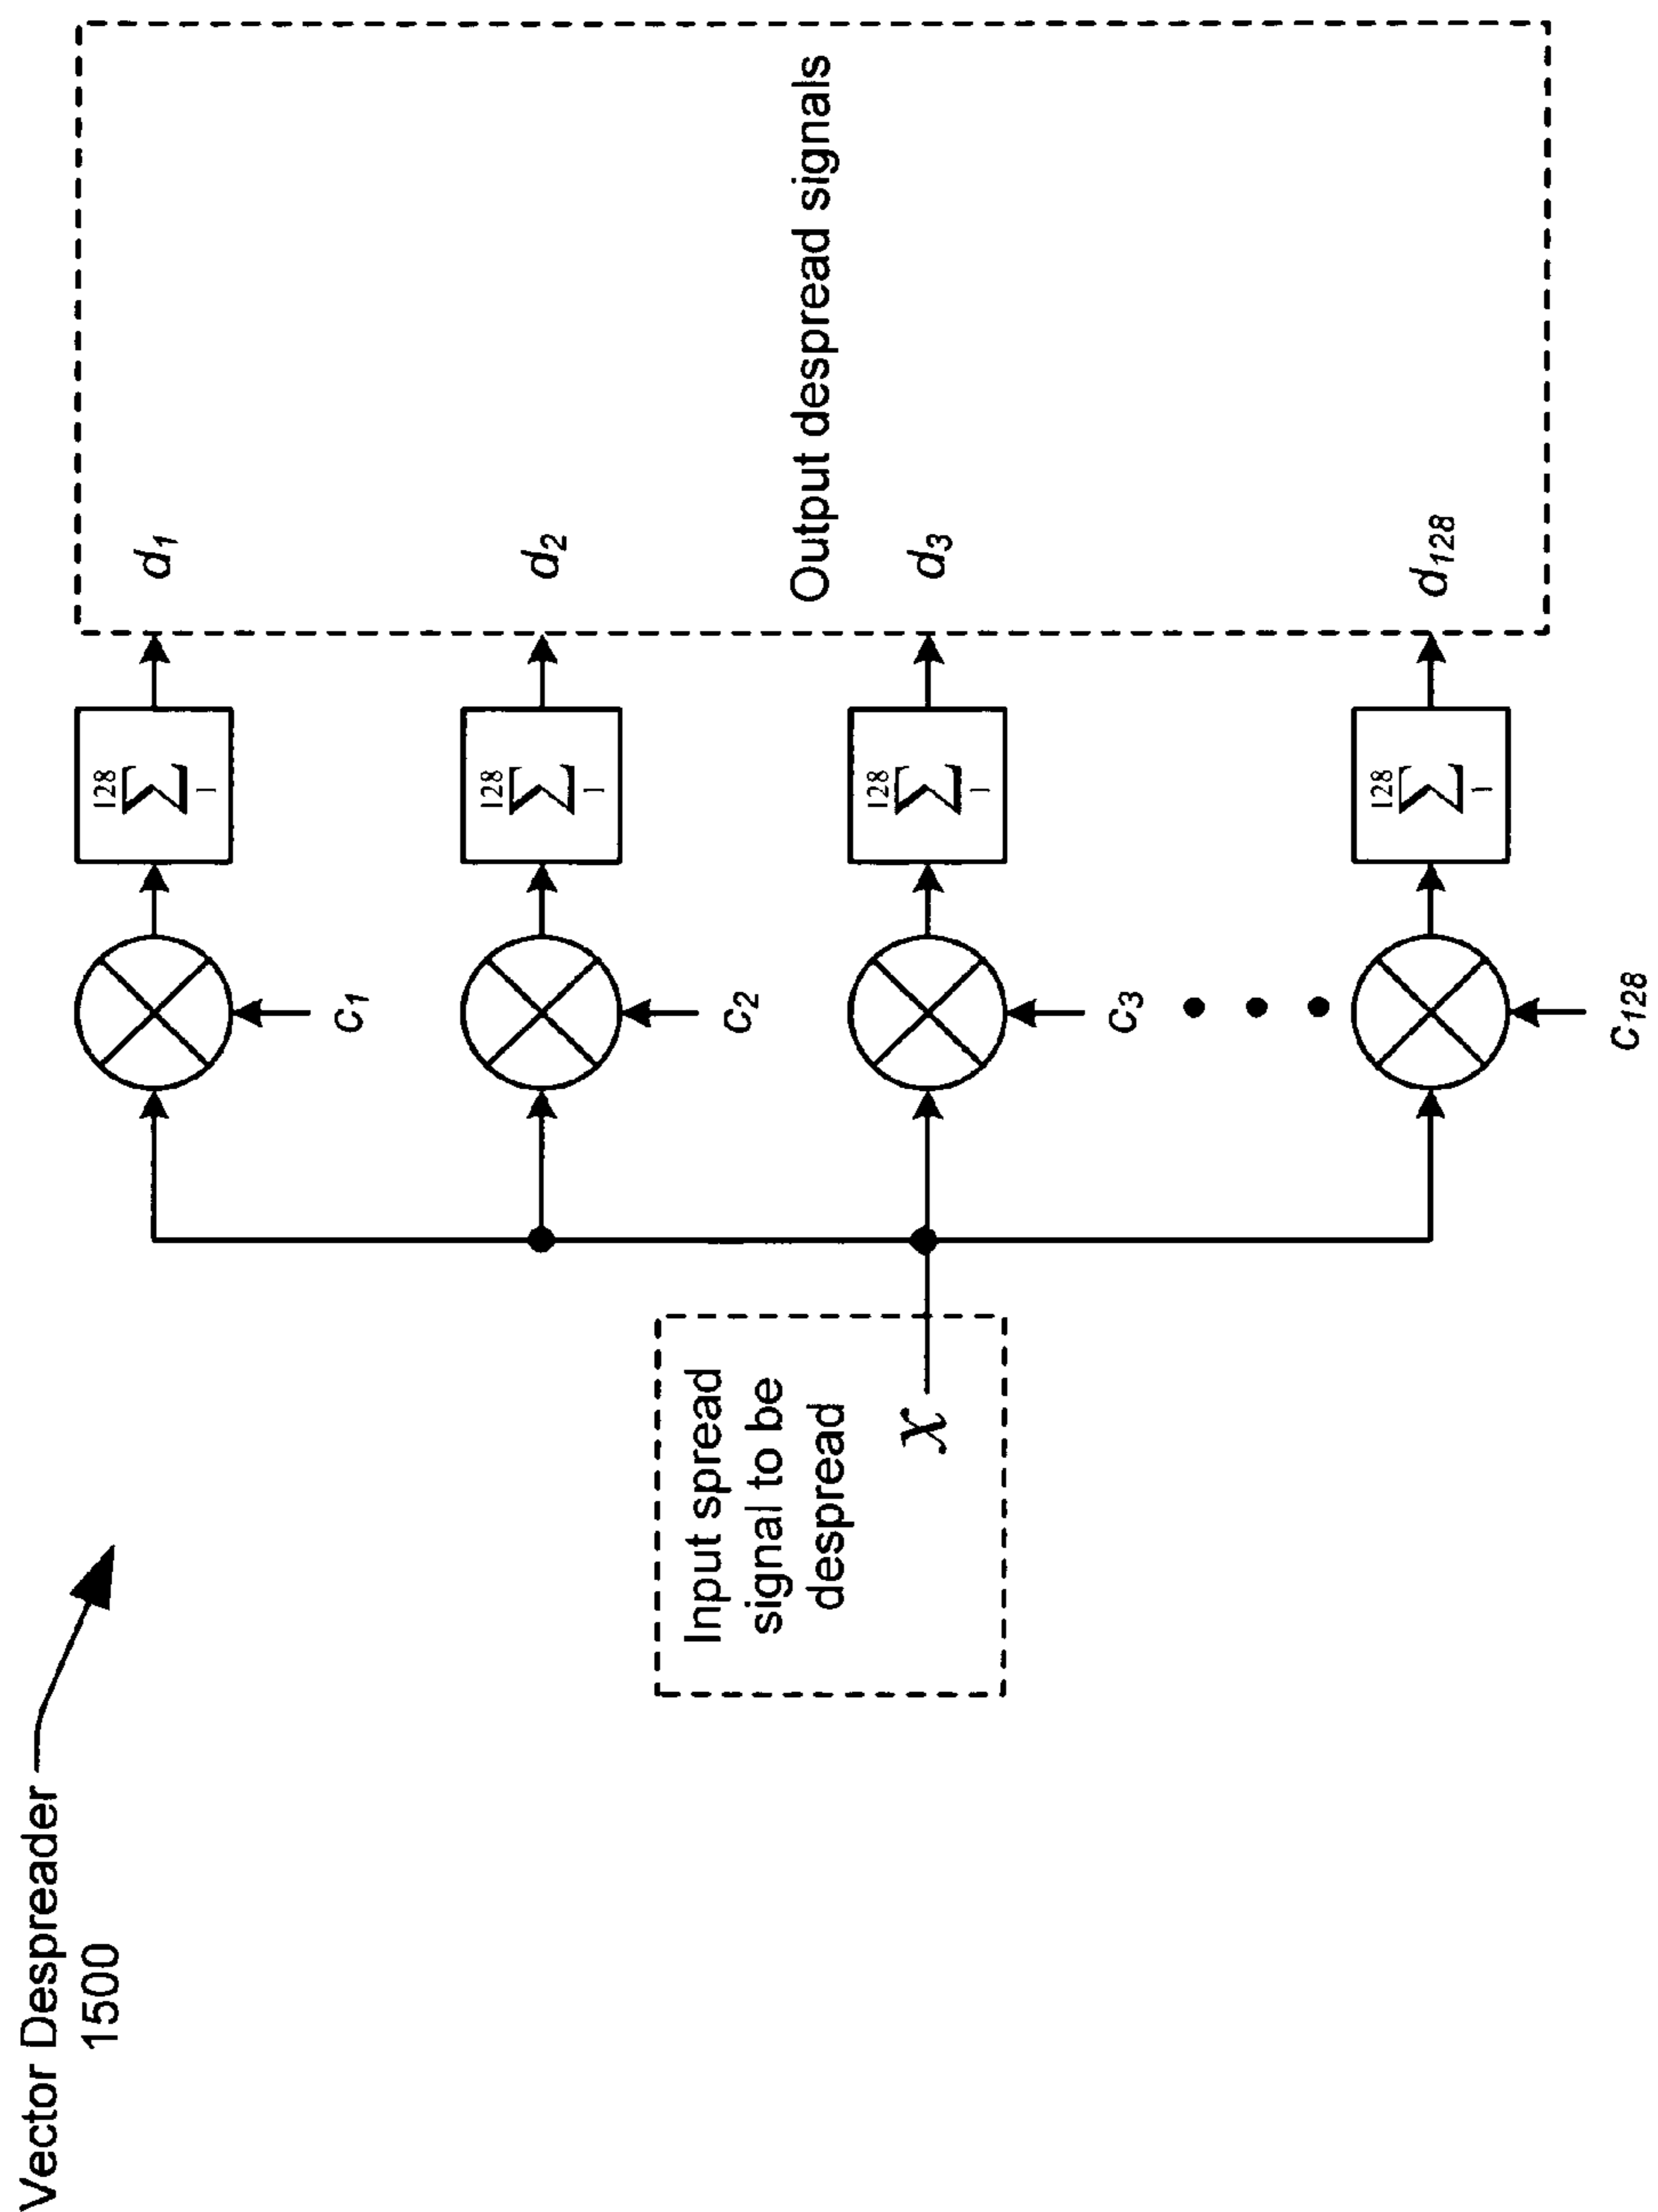 Vector Despreader
1500
Input spread
signal to be
despread
x
c1
c2
c3
c128
128
∑
1
128
∑
1
128
∑
1
128
∑
1
d1
d2
Output despread signals
d3
d128